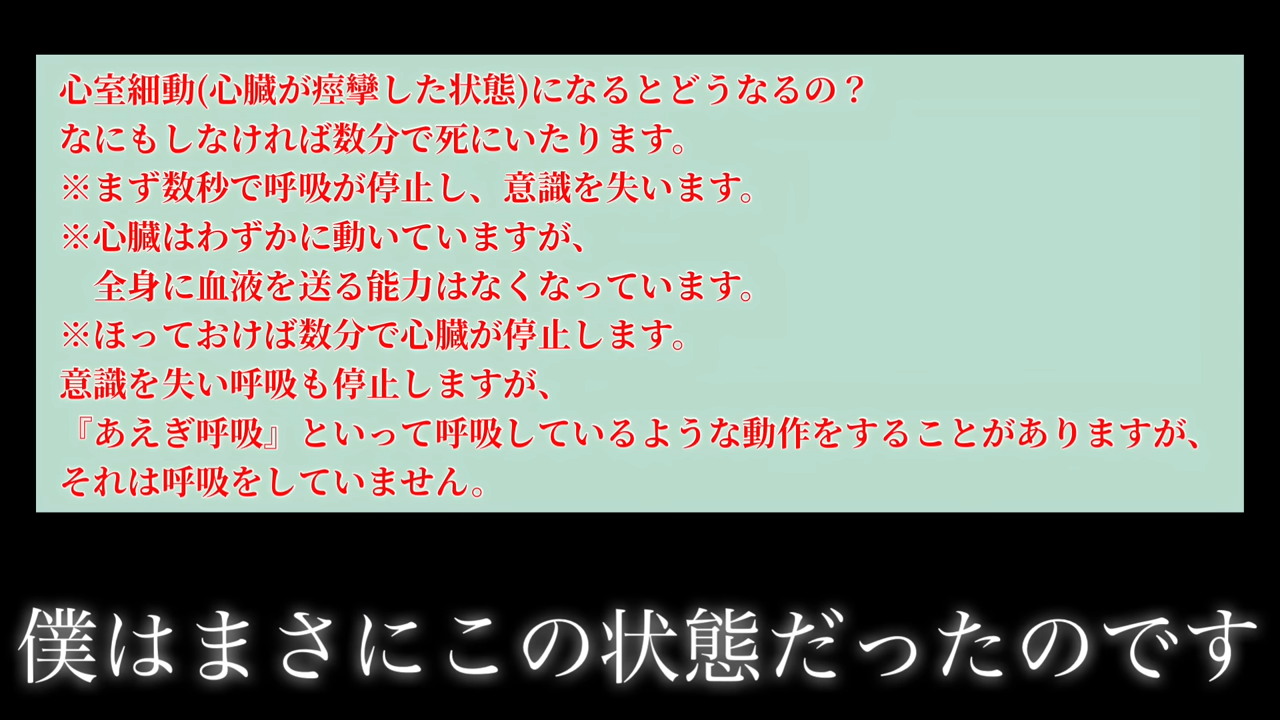 心室細動(心臓が痙攣した状態)になるとどうなるの？
なにもしなければ数分で死にいたります。
※まず数秒で呼吸が停止し、意識を失います。
※心臓はわずかに動いていますが、
　全身に血液を送る能力はなくなっています。
※ほっておけば数分で心臓が停止します。
意識を失い呼吸も停止しますが、
『あえぎ呼吸』といって呼吸しているような動作をすることがありますが、
それは呼吸をしていません。
僕はまさにこの状態だったのです